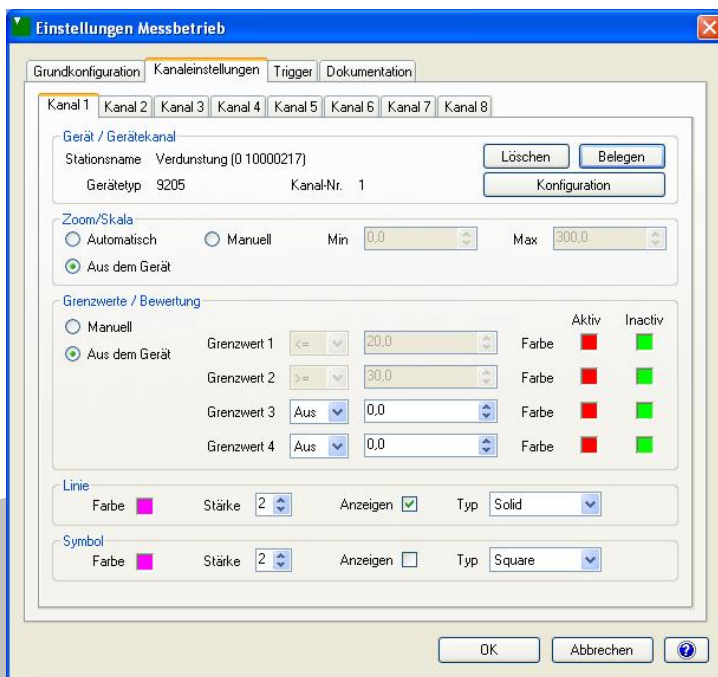 Einstellungen Messbetrieb
Grundkonfiguration Kanaleinstellungen Trigger Dokumentation
Kanal 1 Kanal 2 Kanal 3 Kanal 4 Kanal 5 Kanal 6 Kanal 7 Kanal 8
Gerät / Gerätekanal
Stationsname Verdunstung (0 10000217) Löschen Belegen
Gerätetyp 9205 Kanal-Nr. 1 Konfiguration
Zoom/Skala
Automatisch Manuell Min 0,0 Max 300,0
Aus dem Gerät
Grenzwerte / Bewertung
Aktiv Inactiv
Manuell
Aus dem Gerät
Grenzwert 1 <= 20,0 Farbe
Grenzwert 2 >= 30,0 Farbe
Grenzwert 3 Aus 0,0 Farbe
Grenzwert 4 Aus 0,0 Farbe
Linie
Farbe Stärke 2 Anzeigen Typ Solid
Symbol
Farbe Stärke 2 Anzeigen Typ Square
OK Abbrechen ?